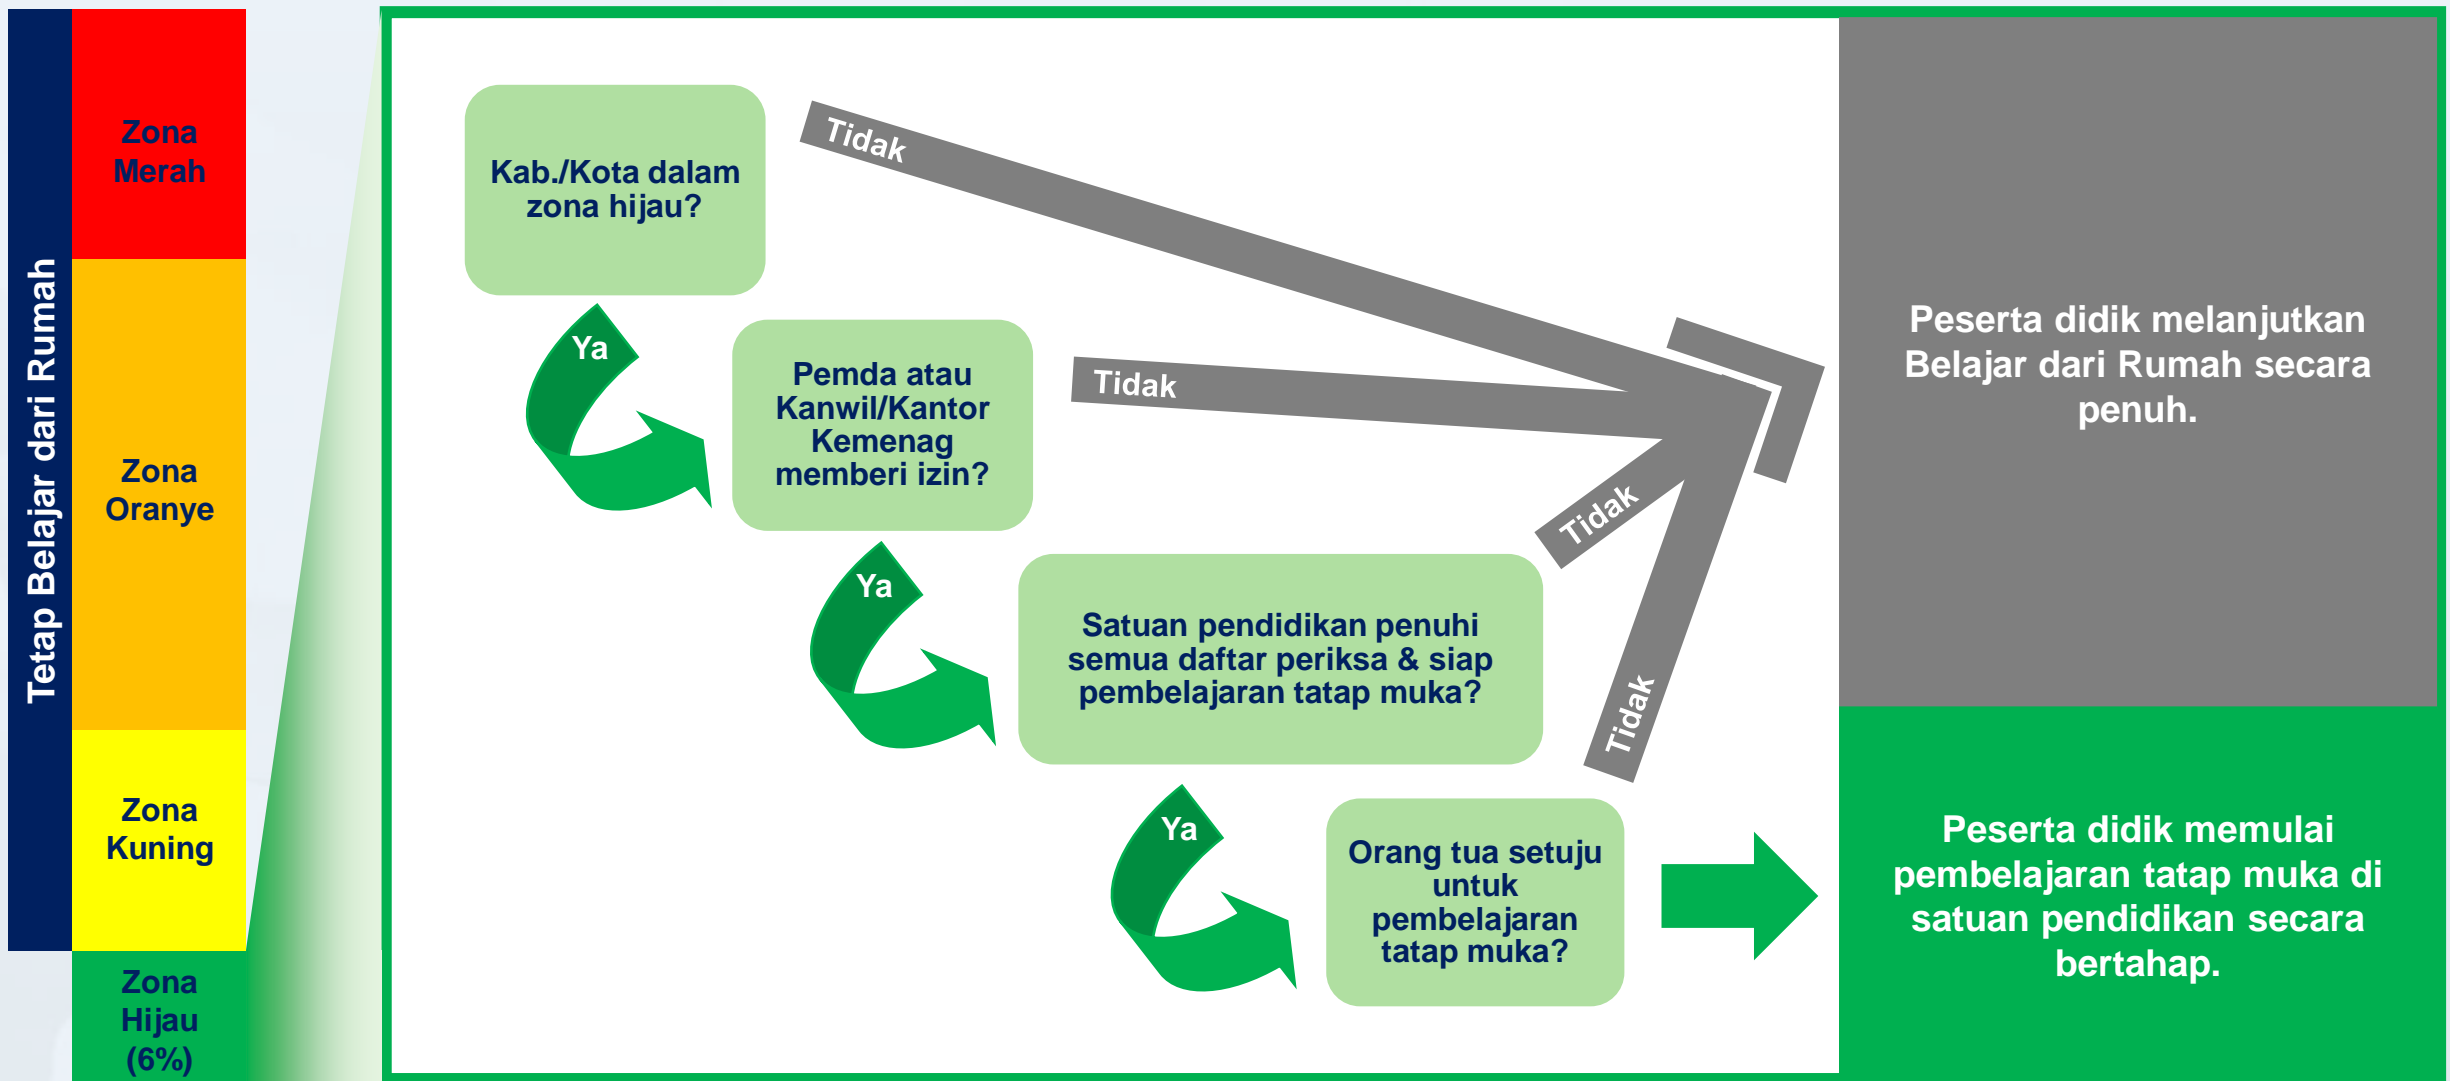 Tetap Belajar dari Rumah
Zona
Merah
Zona
Oranye
Zona
Kuning
Zona
Hijau
(6%)
Kab./Kota dalam
zona hijau?
Tidak
Ya
Pemda atau
Kanwil/Kantor
Kemenag
memberi izin?
Tidak
Ya
Satuan pendidikan penuhi
semua daftar periksa & siap
pembelajaran tatap muka?
Tidak
Ya
Orang tua setuju
untuk
pembelajaran
tatap muka?
Tidak
Peserta didik melanjutkan
Belajar dari Rumah secara
penuh.
Peserta didik memulai
pembelajaran tatap muka di
satuan pendidikan secara
bertahap.